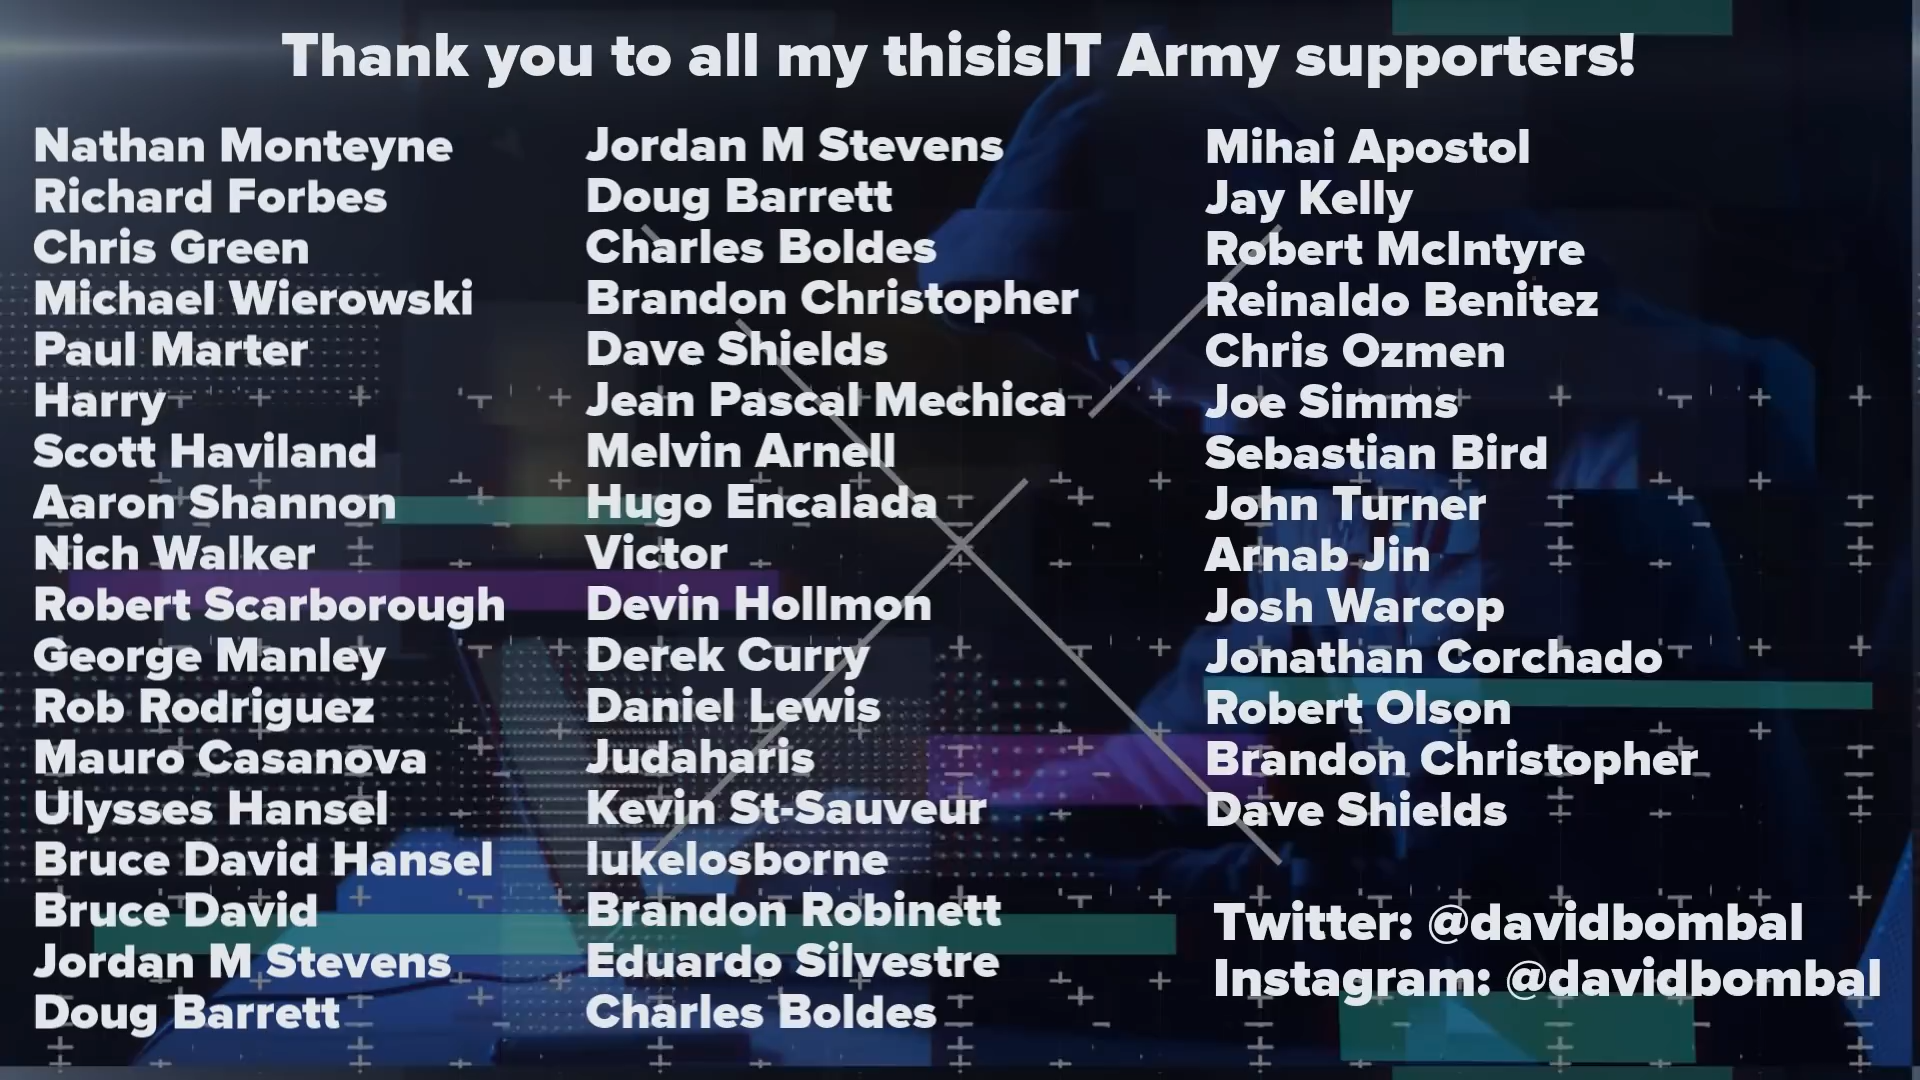 Thank you to all my thisisIT Army supporters!
Nathan Monteyne
Richard Forbes
Chris Green
Michael Wierowski
Paul Marter
Harry
Scott Haviland
Aaron Shannon
Nich Walker
Robert Scarborough
George Manley
Rob Rodriguez
Mauro Casanova
Ulysses Hansel
Bruce David Hansel
Bruce David
Jordan M Stevens
Doug Barrett
Jordan M Stevens
Doug Barrett
Charles Boldes
Brandon Christopher
Dave Shields
Jean Pascal Mechica
Melvin Arnell
Hugo Encalada
Victor
Devin Hollmon
Derek Curry
Daniel Lewis
Judaharis
Kevin St-Sauveur
lukelosborne
Brandon Robinett
Eduardo Silvestre
Charles Boldes
Mihai Apostol
Jay Kelly
Robert McIntyre
Reinaldo Benitez
Chris Ozmen
Joe Simms
Sebastian Bird
John Turner
Arnab Jin
Josh Warcop
Jonathan Corchado
Robert Olson
Brandon Christopher
Dave Shields
Twitter: @davidbombal
Instagram: @davidbombal